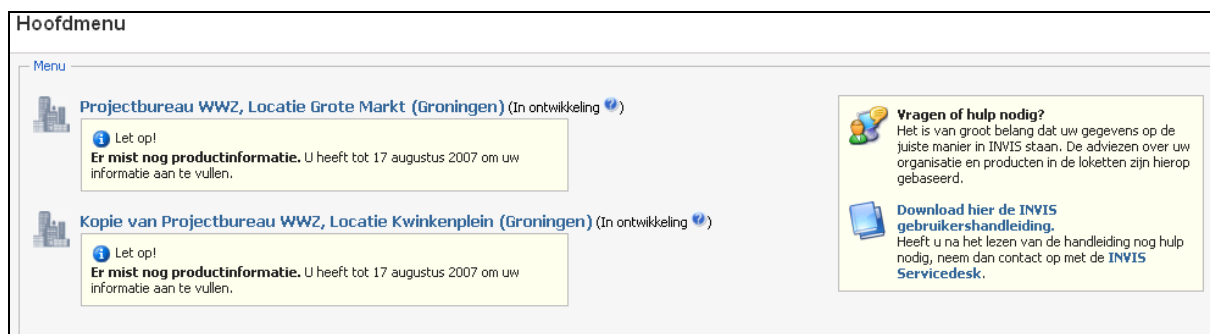 Hoofdmenu
Menu
Projectbureau WWZ, Locatie Grote Markt (Groningen) (In ontwikkeling ?)
Let op!
Er mist nog productinformatie. U heeft tot 17 augustus 2007 om uw
informatie aan te vullen.
Kopie van Projectbureau WWZ, Locatie Kwinkenplein (Groningen) (In ontwikkeling ?)
Let op!
Er mist nog productinformatie. U heeft tot 17 augustus 2007 om uw
informatie aan te vullen.
Vragen of hulp nodig?
Het is van groot belang dat uw gegevens op de
juiste manier in INVIS staan. De adviezen over uw
organisatie en producten in de loketten zijn hierop
gebaseerd.
Download hier de INVIS
gebruikershandleiding.
Heeft u na het lezen van de handleiding nog hulp
nodig, neem dan contact op met de INVIS
Servicedesk.